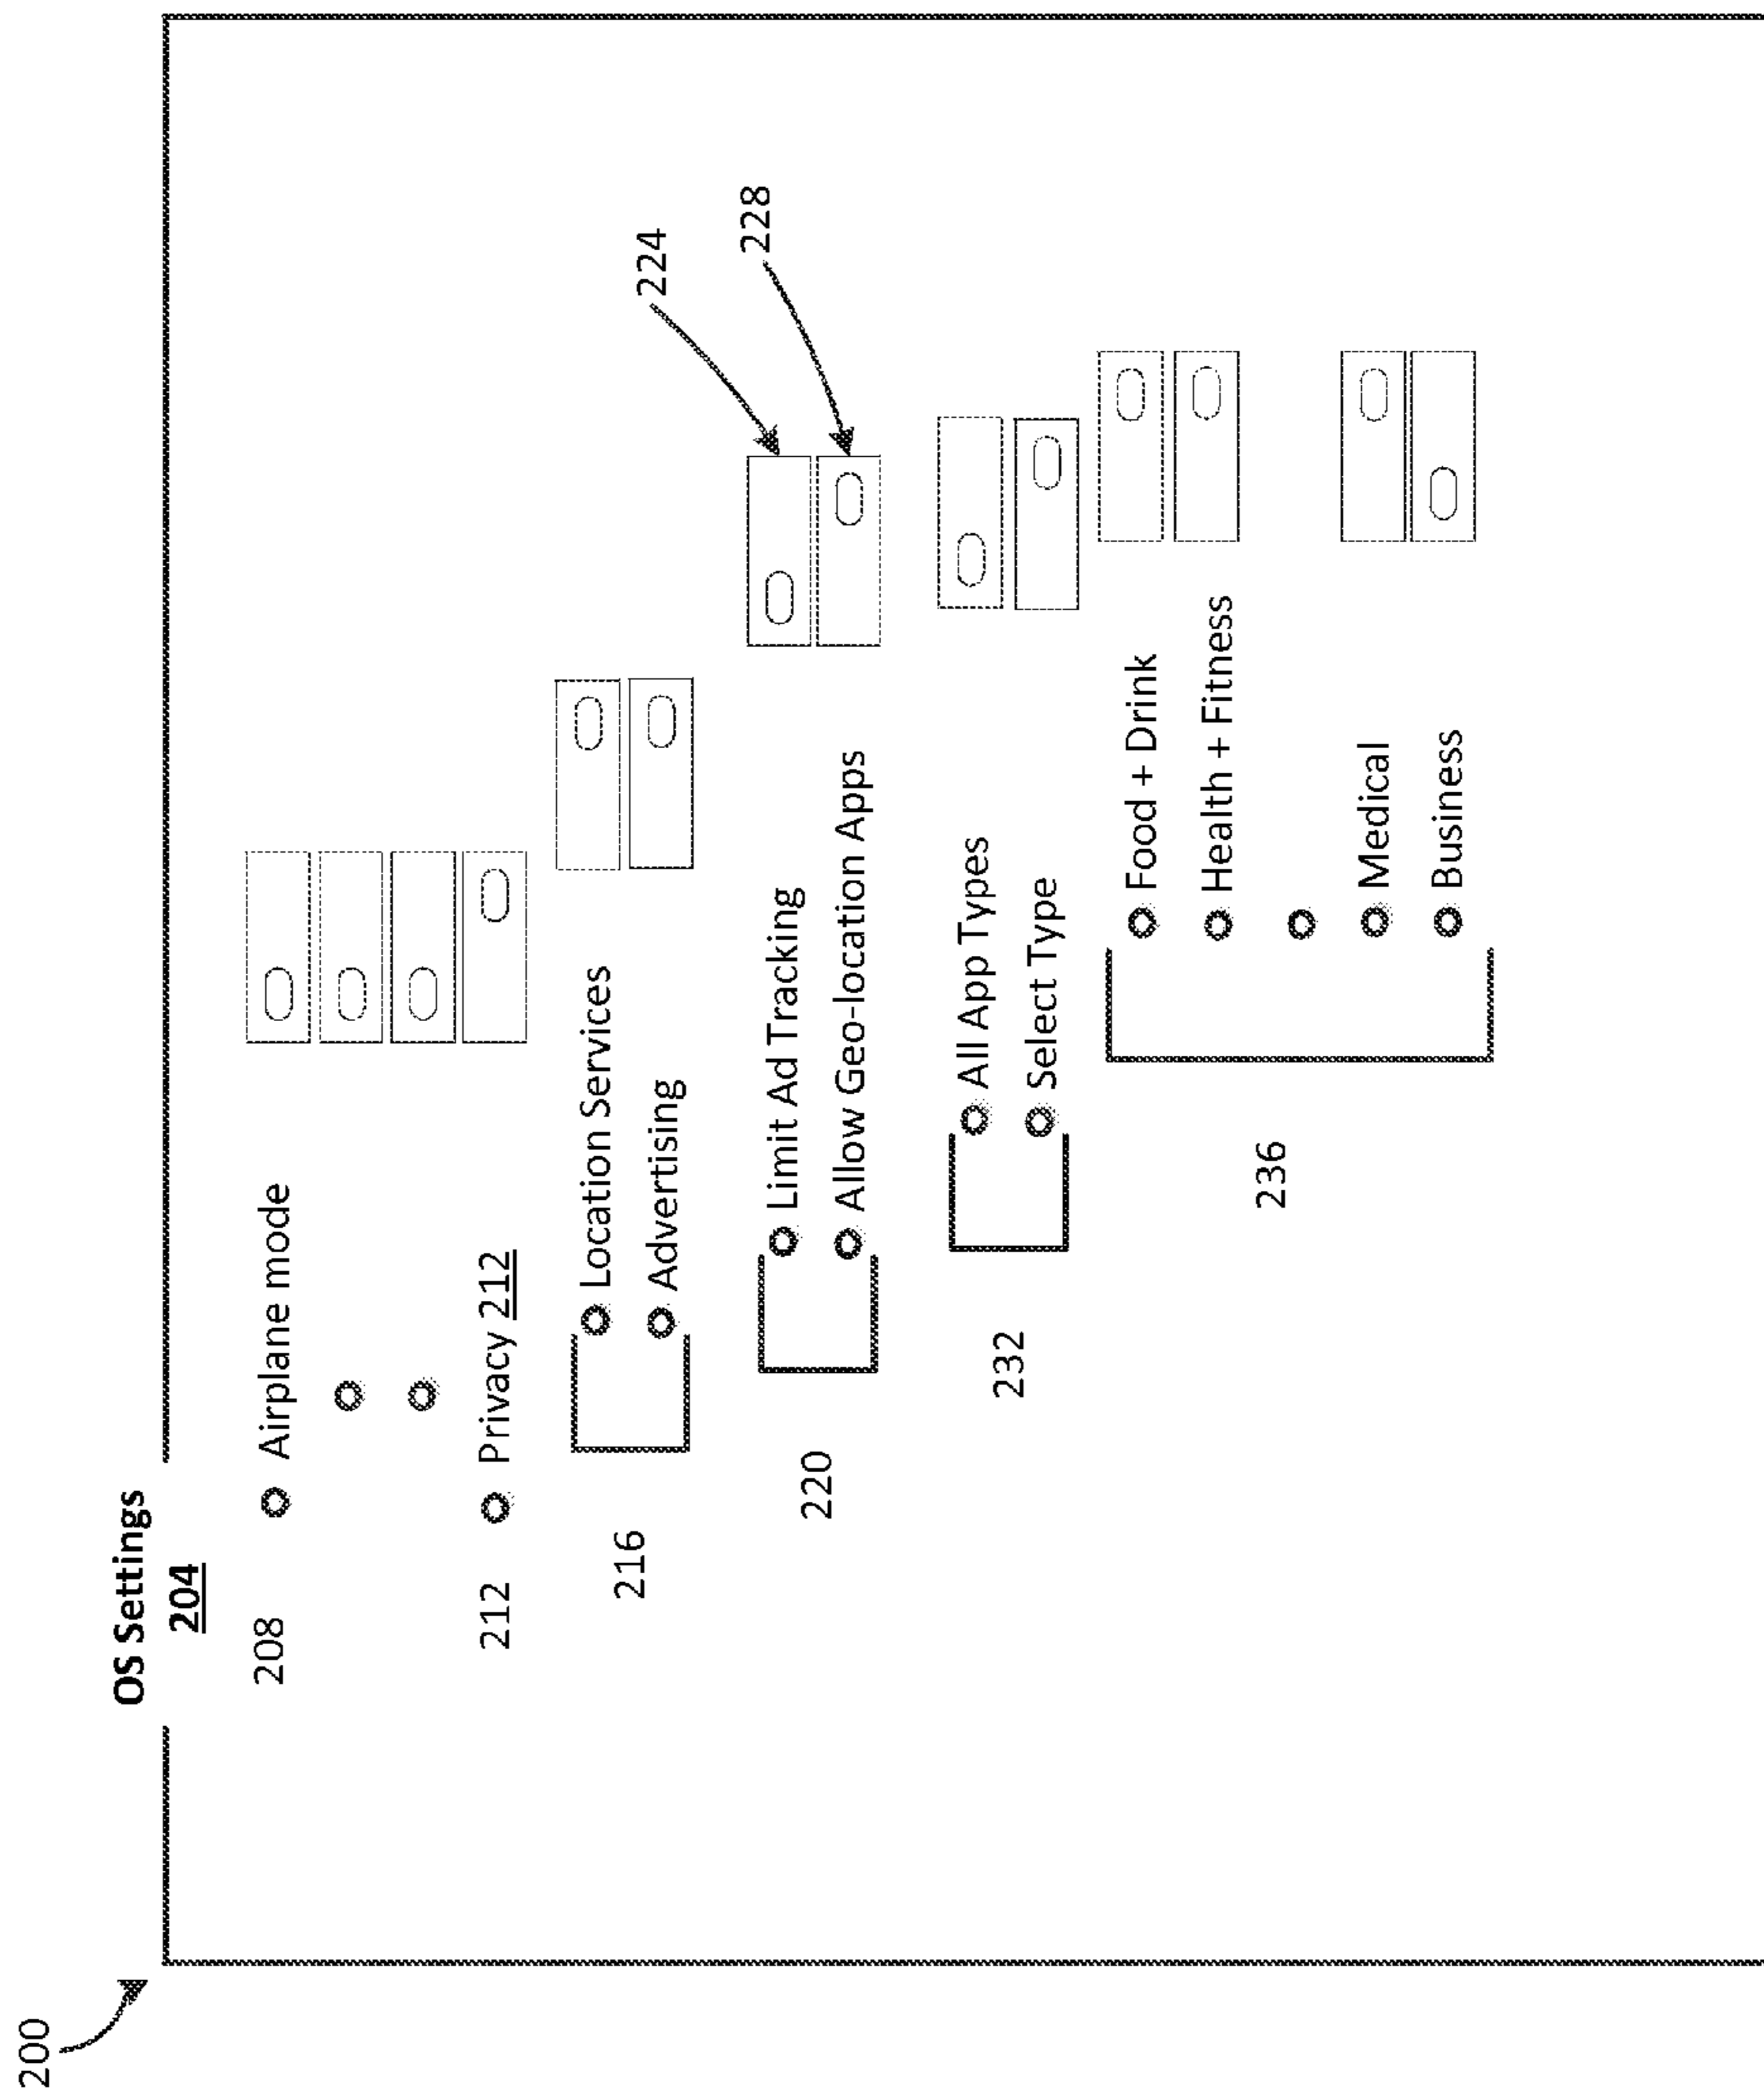 200
OS Settings
204
208 Airplane mode
212 Privacy 212
216
Location Services
Advertising
224
228
220
Limit Ad Tracking
Allow Geo-location Apps
232
All App Types
Select Type
236
Food + Drink
Health + Fitness
Medical
Business